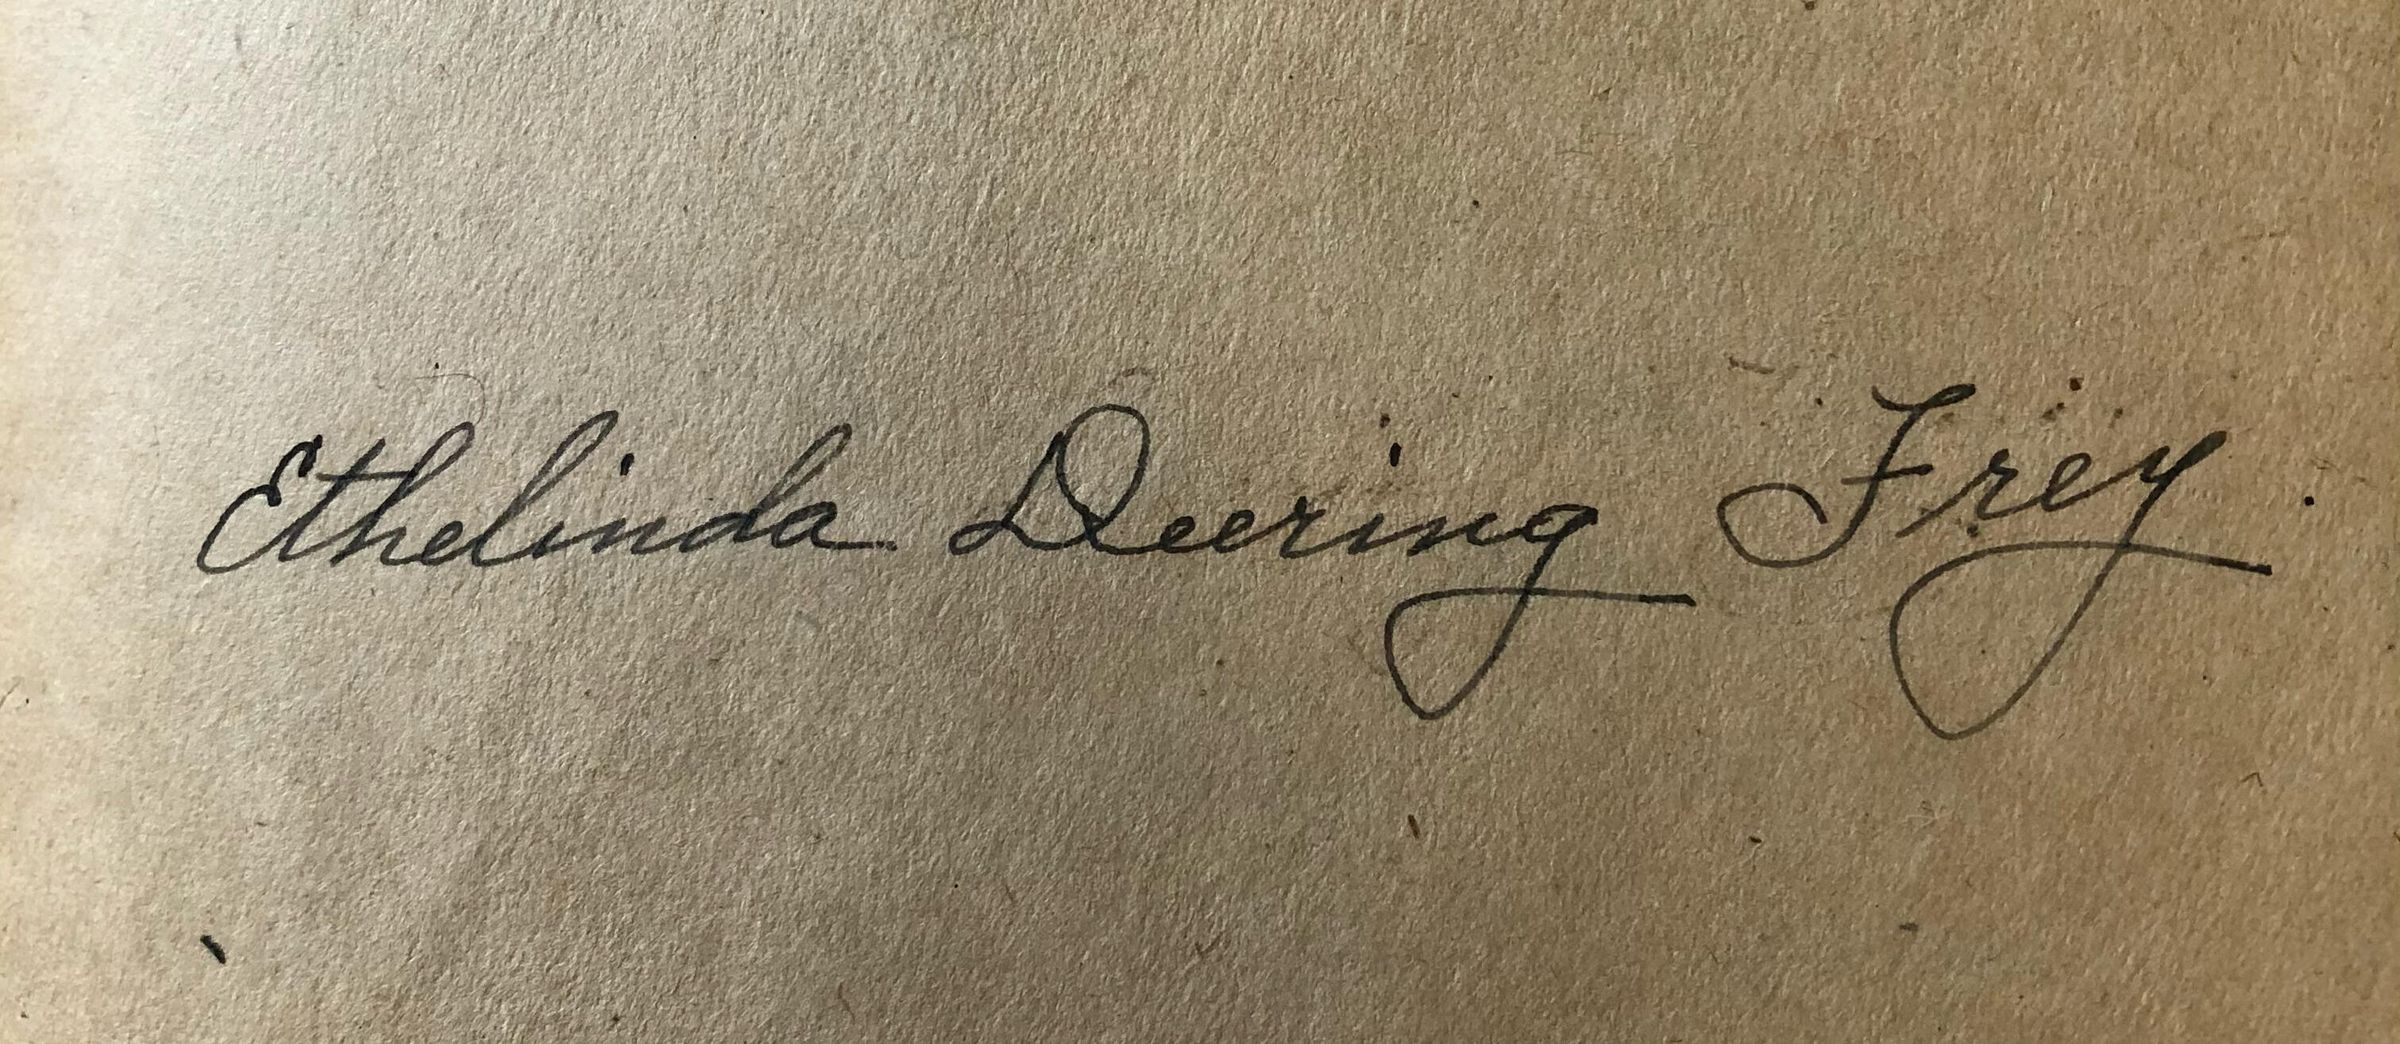 Ethelinda Deering Frey.